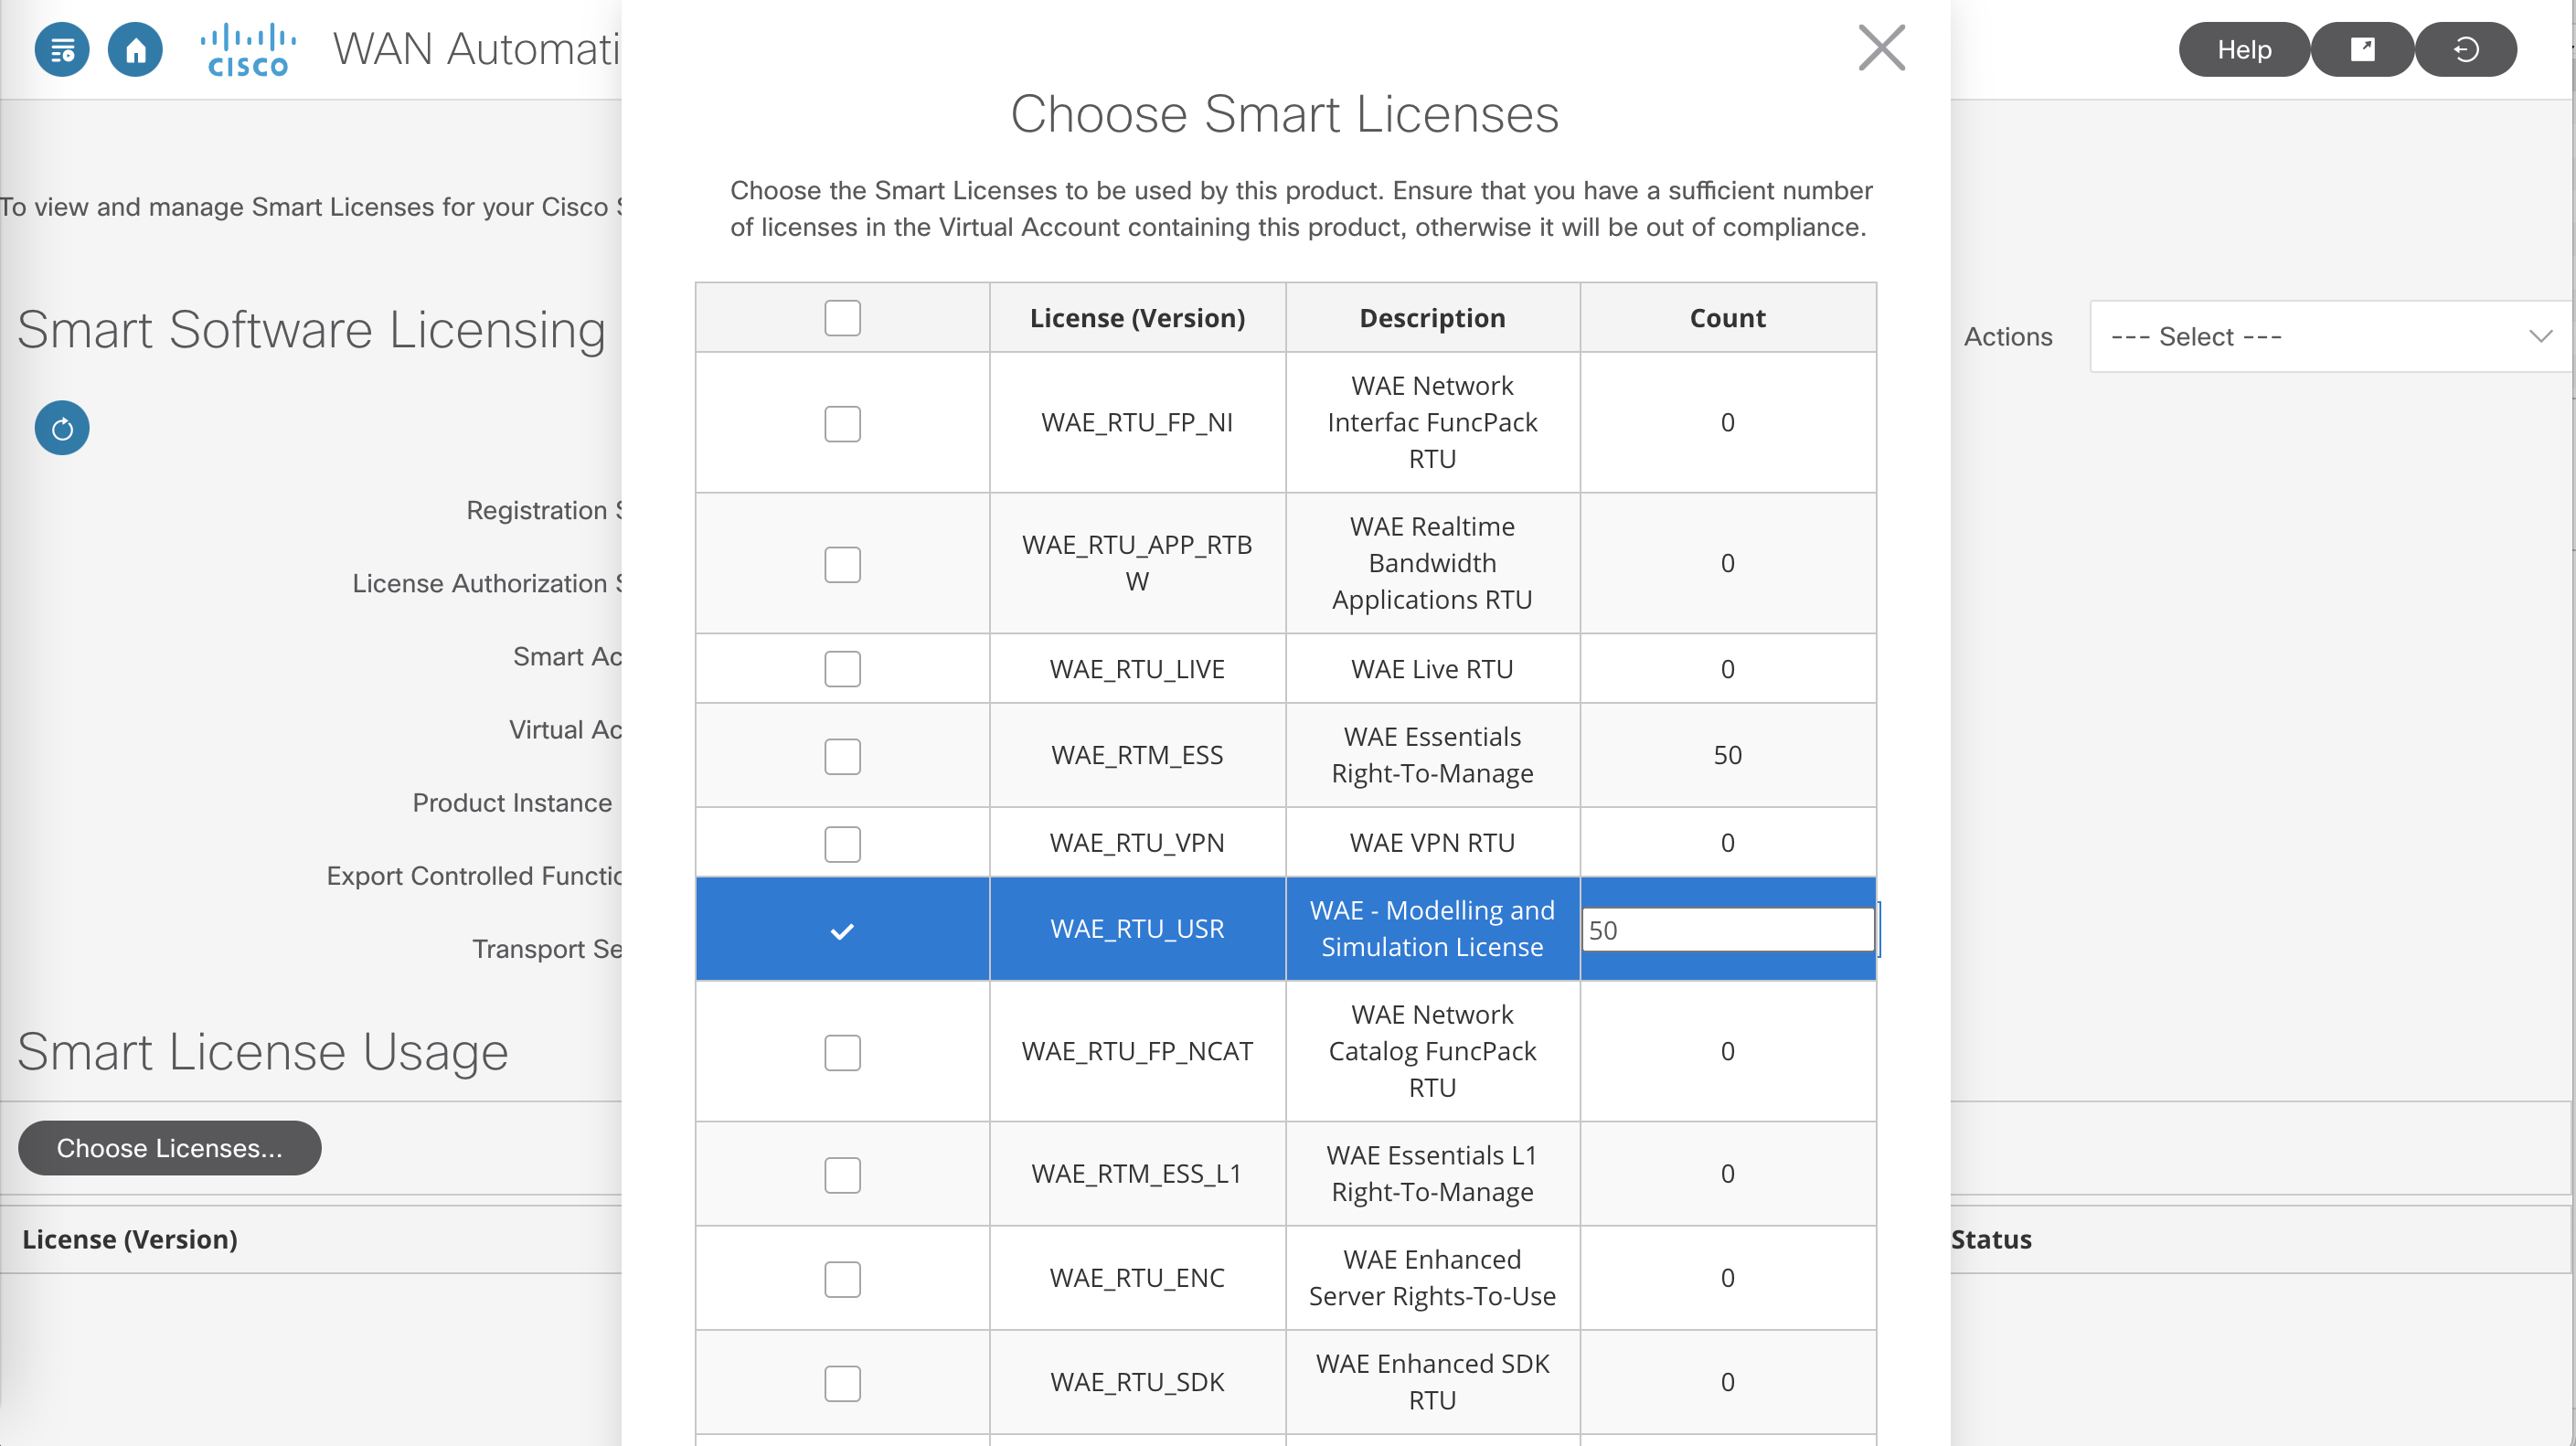 CISCO
WAN Automati
Help
To view and manage Smart Licenses for your Cisco
Smart Software Licensing
Registration
License Authorization
Smart Ac
Virtual Ac
Product Instance
Export Controlled Functio
Transport Se
Smart License Usage
Choose Licenses...
License (Version)
Choose Smart Licenses
Choose the Smart Licenses to be used by this product. Ensure that you have a sufficient number
of licenses in the Virtual Account containing this product, otherwise it will be out of compliance.
License (Version) Description Count
WAE_RTU_FP_NI WAE Network Interfac FuncPack RTU 0
WAE_RTU_APP_RTBW WAE Realtime Bandwidth Applications RTU 0
WAE_RTU_LIVE WAE Live RTU 0
WAE_RTM_ESS WAE Essentials Right-To-Manage 50
WAE_RTU_VPN WAE VPN RTU 0
WAE_RTU_USR WAE - Modelling and Simulation License 50
WAE_RTU_FP_NCAT WAE Network Catalog FuncPack RTU 0
WAE_RTM_ESS_L1 WAE Essentials L1 Right-To-Manage 0
WAE_RTU_ENC WAE Enhanced Server Rights-To-Use 0
WAE_RTU_SDK WAE Enhanced SDK RTU 0
Actions --- Select ---
Status